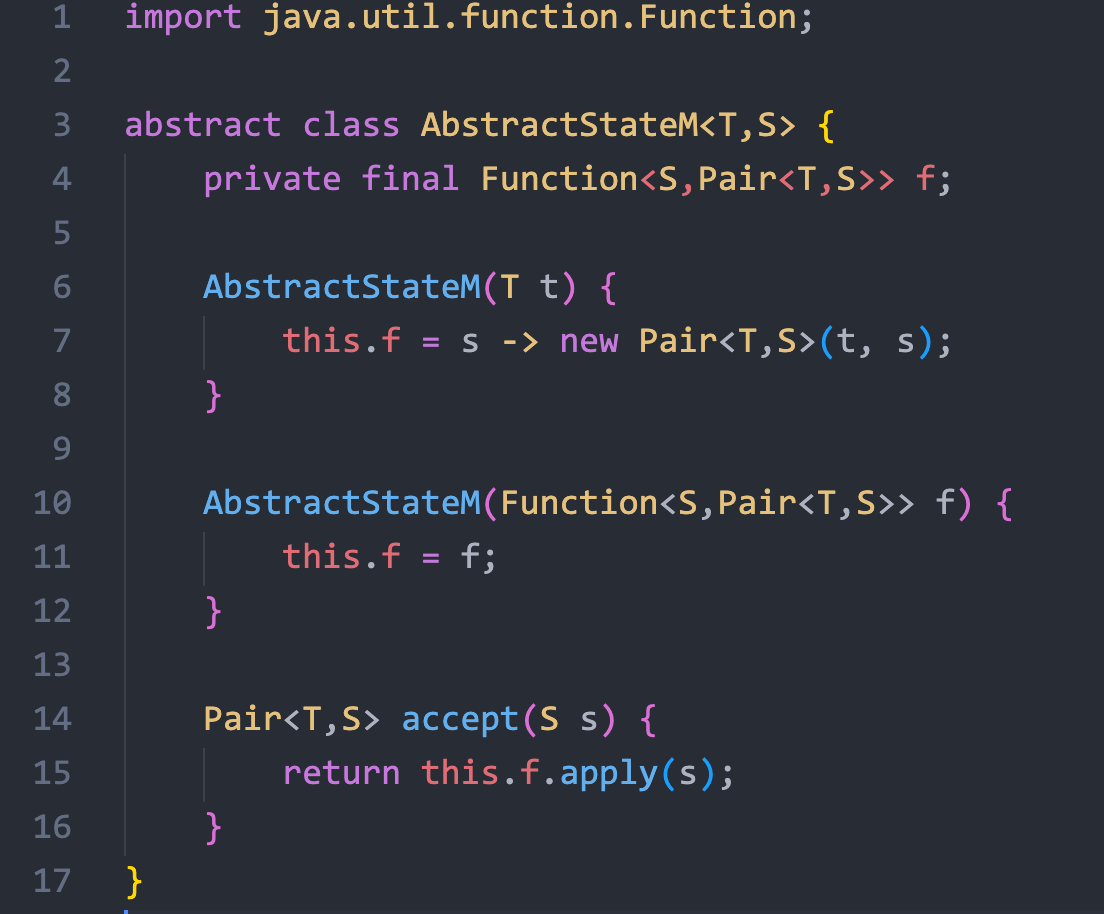 1 import java.util.function.Function;
2
3 abstract class AbstractStateM<T,S> {
4     private final Function<S,Pair<T,S>> f;
5
6     AbstractStateM(T t) {
7         this.f = s -> new Pair<T,S>(t, s);
8     }
9
10     AbstractStateM(Function<S,Pair<T,S>> f) {
11         this.f = f;
12     }
13
14     Pair<T,S> accept(S s) {
15         return this.f.apply(s);
16     }
17 }